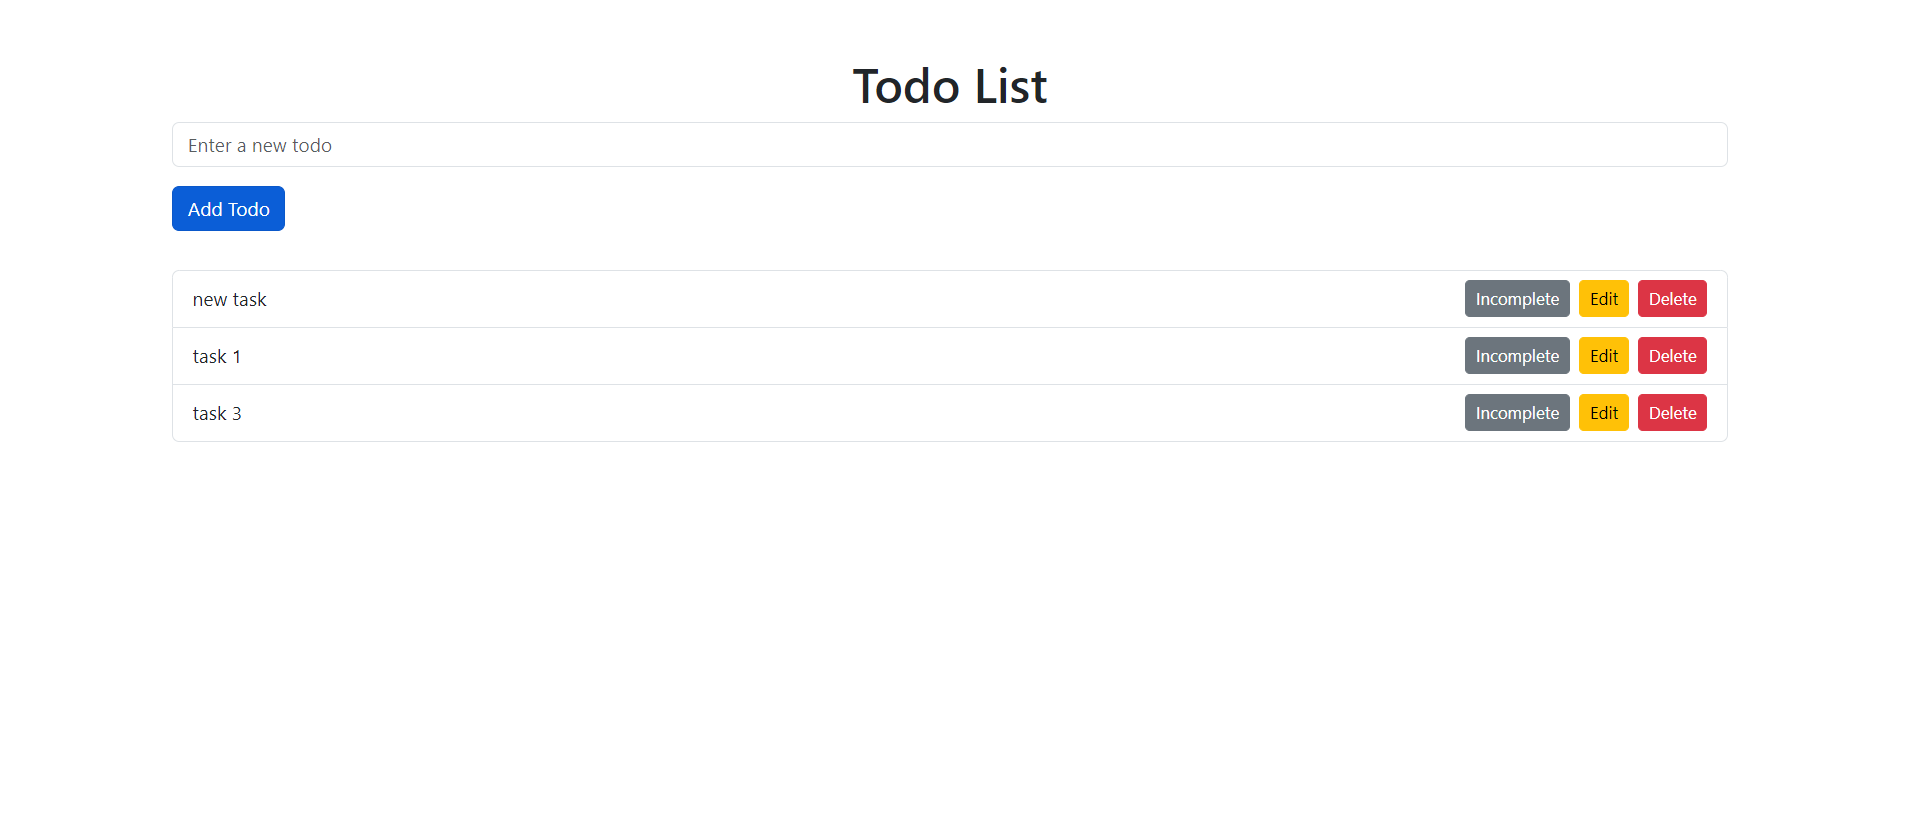 Todo List
Enter a new todo
Add Todo
new task Incomplete Edit Delete
task 1 Incomplete Edit Delete
task 3 Incomplete Edit Delete